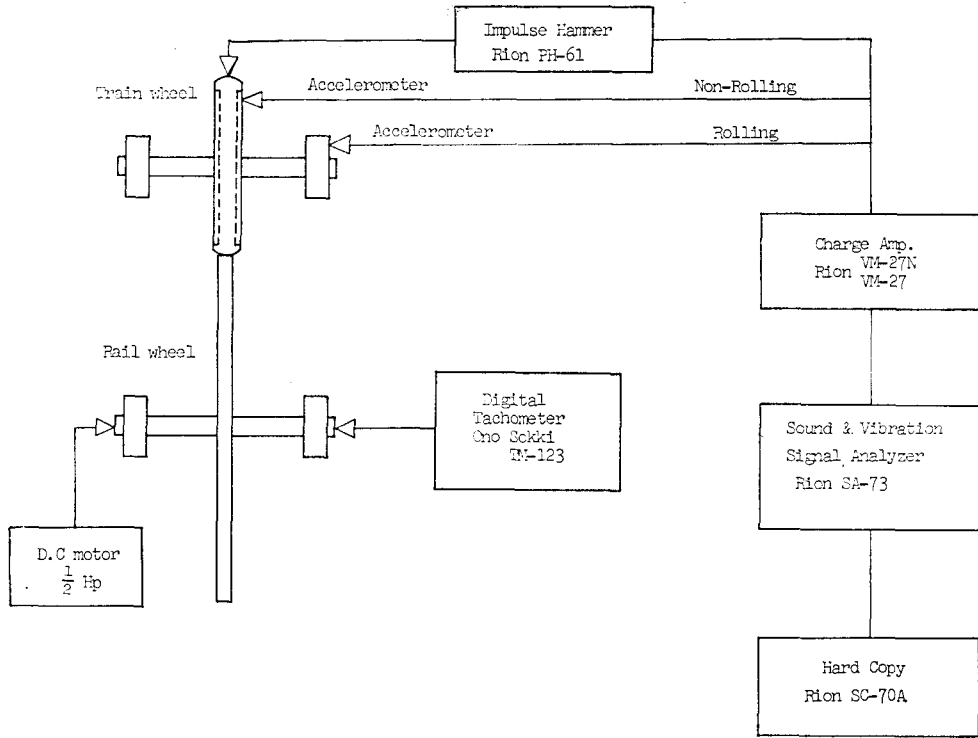 Impulse Hammer
Rion PH-61
Train wheel
Accelerometer
Non-Rolling
Accelerometer
Rolling
Charge Amp.
Rion VM-27N
VM-27
Rail wheel
Digital
Tachometer
Ono Sokki
TM-123
Sound & Vibration
Signal Analyzer
Rion SA-73
D.C motor
1/2 Hp
Hard Copy
Rion SC-70A